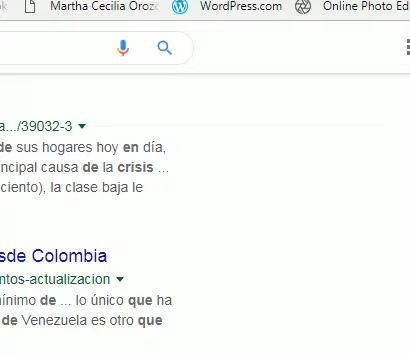 Martha Cecilia Orozc WordPress.com Online Photo Ed
a.../39032-3
de sus hogares hoy en día,
ncipal causa de la crisis ...
ciento), la clase baja le
sde Colombia
ntos-actualizacion
nínimo de ... lo único que ha
de Venezuela es otro que